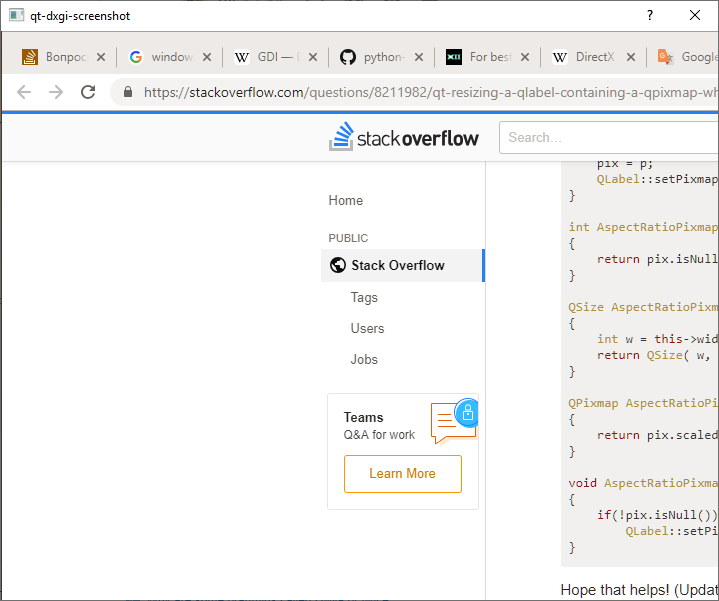 qt-dxgi-screenshot
Bonpoc
window
GDI — E
python-
For best
DirectX
Google
https://stackoverflow.com/questions/8211982/qt-resizing-a-qlabel-containing-a-qpixmap-wh
stackoverflow
Search...
Home
PUBLIC
Stack Overflow
Tags
Users
Jobs
Teams
Q&A for work
Learn More
pix = p;
QLabel::setPixmap
}
int AspectRatioPixmap
{
return pix.isNull
}
QSize AspectRatioPixm
{
int w = this->wid
return QSize( w,
}
QPixmap AspectRatioPi
{
return pix.scaled
}
void AspectRatioPixma
{
if(!pix.isNull())
QLabel::setPi
}
Hope that helps! (Updat